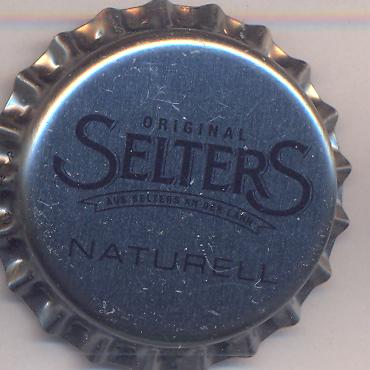 ORIGINAL
SELTERS
AUS SELTERS AN DER LAHN
NATURELL